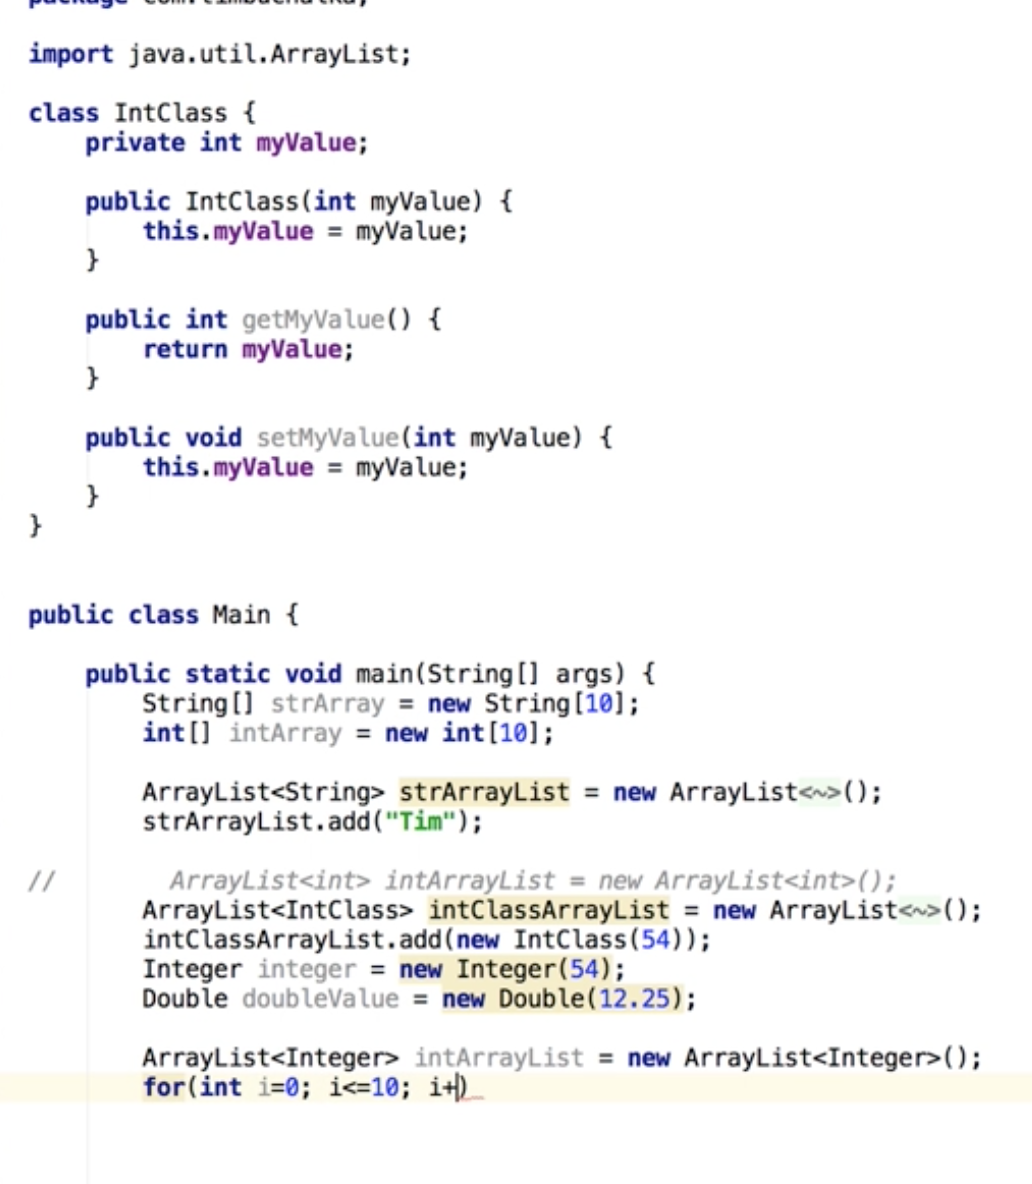 import java.util.ArrayList;
class IntClass {
    private int myValue;
    public IntClass(int myValue) {
        this.myValue = myValue;
    }
    public int getMyValue() {
        return myValue;
    }
    public void setMyValue(int myValue) {
        this.myValue = myValue;
    }
}
public class Main {
    public static void main(String[] args) {
        String[] strArray = new String[10];
        int[] intArray = new int[10];
        ArrayList<String> strArrayList = new ArrayList<~>();
        strArrayList.add("Tim");
//        ArrayList<int> intArrayList = new ArrayList<int>();
        ArrayList<IntClass> intClassArrayList = new ArrayList<~>();
        intClassArrayList.add(new IntClass(54));
        Integer integer = new Integer(54);
        Double doubleValue = new Double(12.25);
        ArrayList<Integer> intArrayList = new ArrayList<Integer>();
        for(int i=0; i<=10; i+)